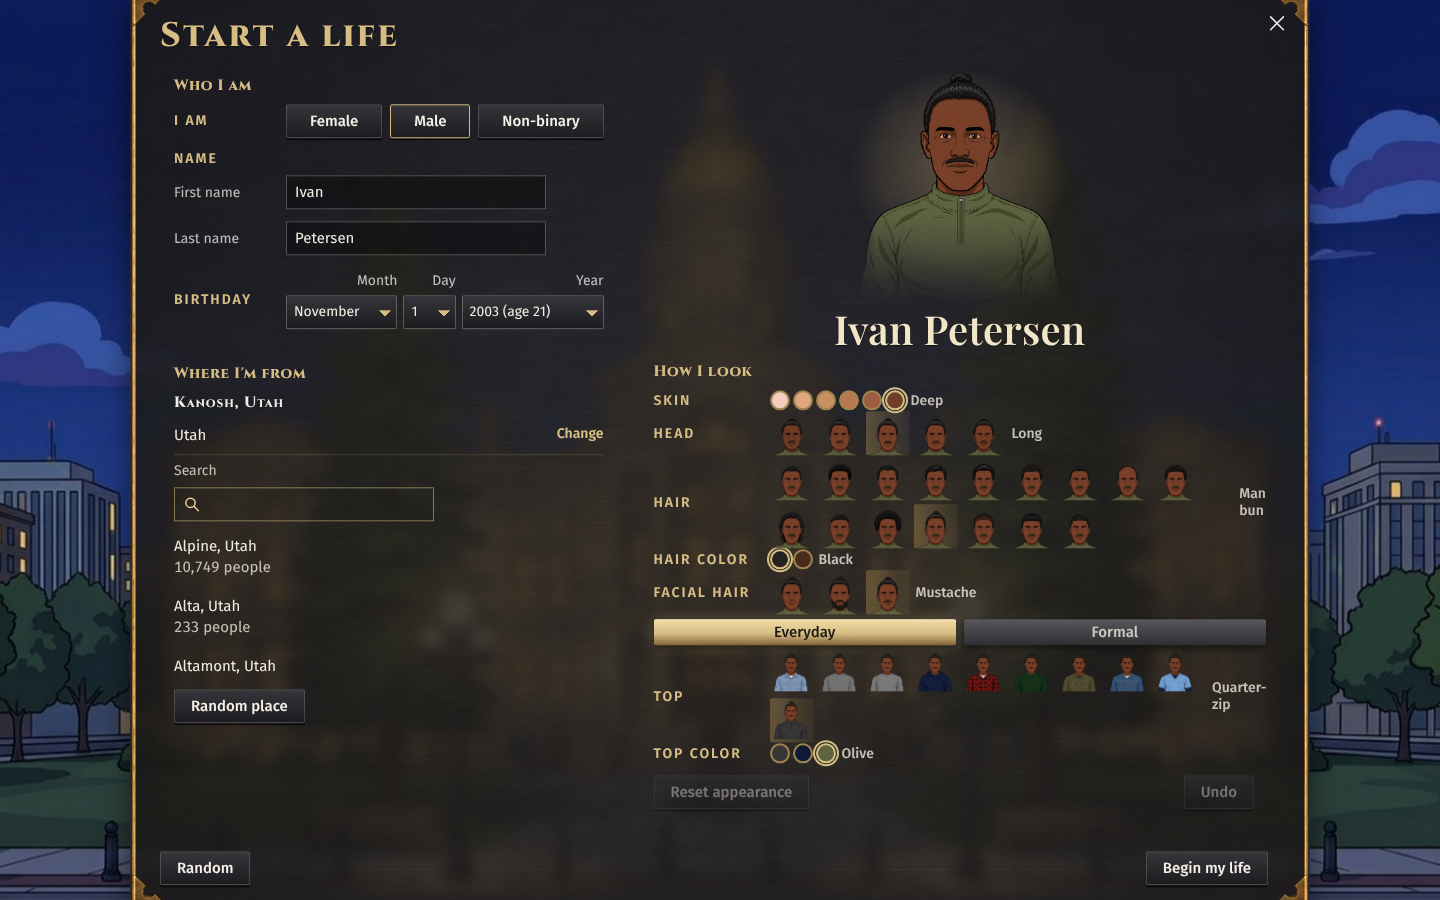 Start a life
Who I am
I AM
Female
Male
Non-binary
NAME
First name
Ivan
Last name
Petersen
Month
Day
Year
BIRTHDAY
November
1
2003 (age 21)
Where I'm from
Kanosh, Utah
Utah
Change
Search
Alpine, Utah
10,749 people
Alta, Utah
233 people
Altamont, Utah
Random place
Random
Ivan Petersen
How I look
SKIN
Deep
HEAD
Long
HAIR
Man
bun
HAIR COLOR
Black
FACIAL HAIR
Mustache
Everyday
Formal
TOP
Quarter-
zip
TOP COLOR
Olive
Reset appearance
Undo
Begin my life